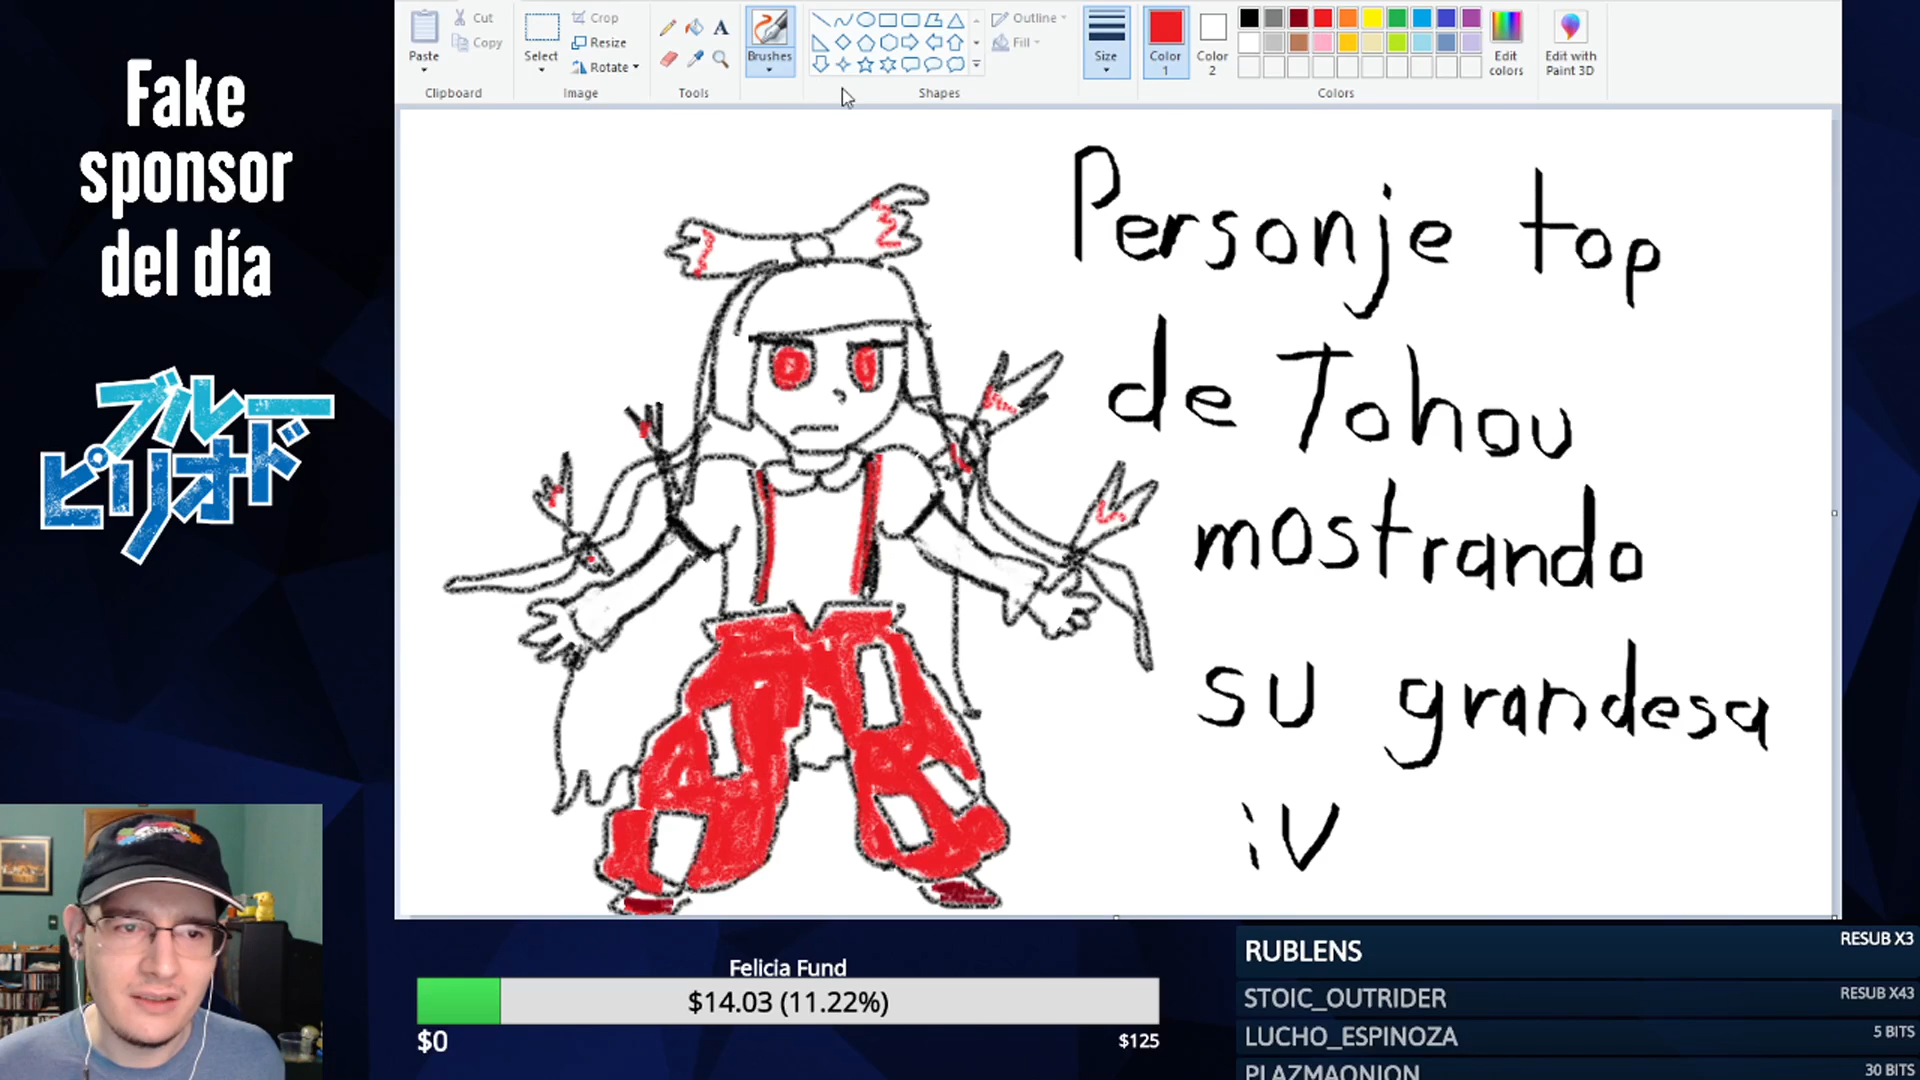 Fake
sponsor
del día
ブルー
ピリオド
Paste
Cut
Copy
Clipboard
Select
Crop
Resize
Rotate
Image
Tools
Brushes
Outline
Fill
Shapes
Size
Color
1
Color
2
Edit
colors
Edit with
Paint 3D
Colors
Personje top
de Tohou
mostrando
su grandesa
:V
Felicia Fund
$14.03 (11.22%)
$0
$125
RUBLENS RESUB X3
STOIC_OUTRIDER RESUB X43
LUCHO_ESPINOZA 5 BITS
PLAZMAONION 30 BITS